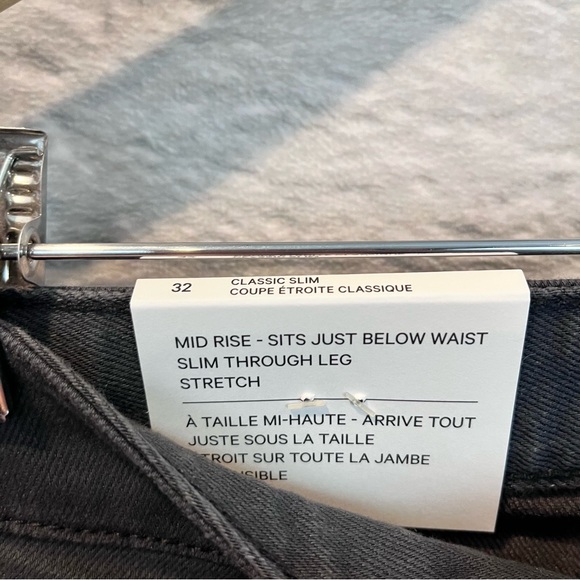 32 CLASSIC SLIM
COUPE ÉTROITE CLASSIQUE
MID RISE - SITS JUST BELOW WAIST
SLIM THROUGH LEG
STRETCH
À TAILLE MI-HAUTE - ARRIVE TOUT
JUSTE SOUS LA TAILLE
TROIT SUR TOUTE LA JAMBE